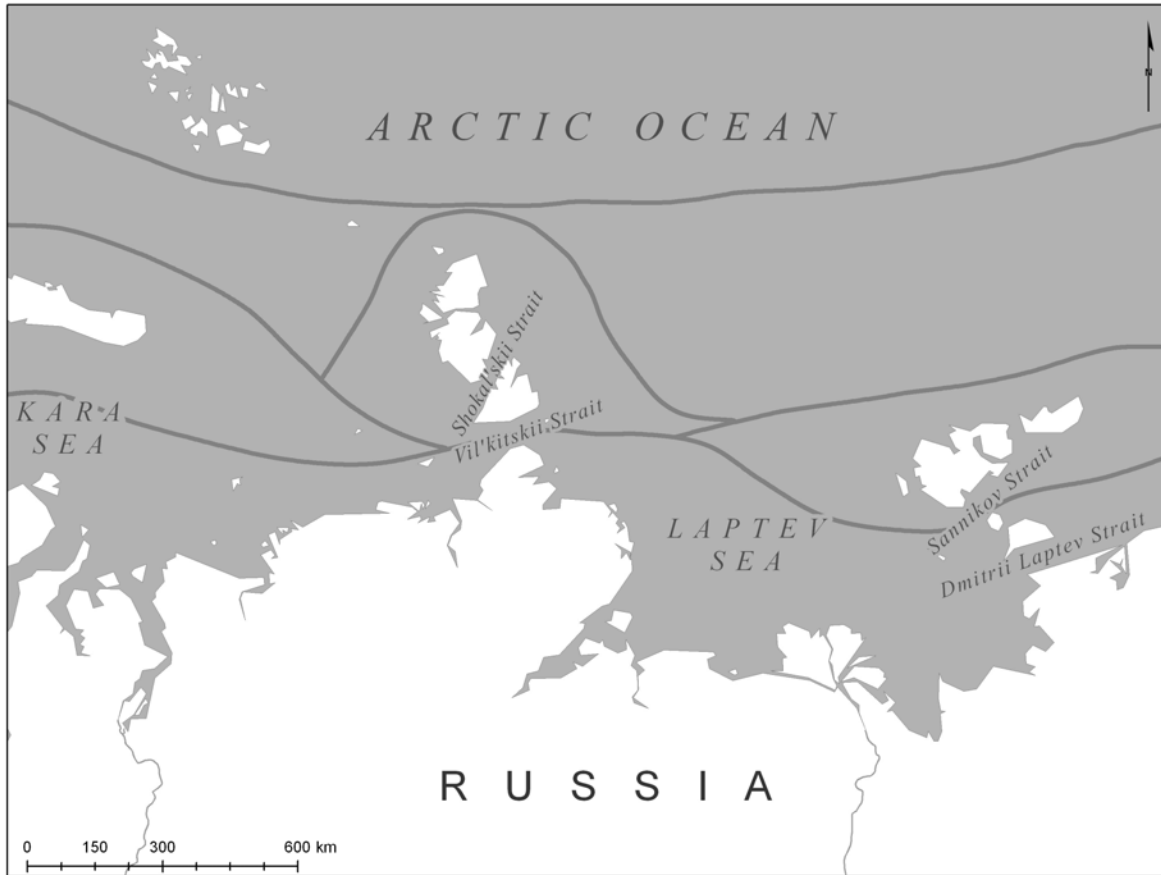 N
ARCTIC OCEAN
Shokal'skii Strait
KARA
SEA
Vil'kitskii Strait
LAPTEV
SEA
Sannikov Strait
Dmitrii Laptev Strait
RUSSIA
0 150 300 600 km